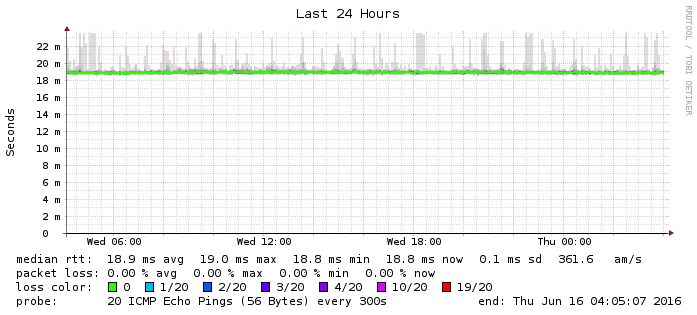 Last 24 Hours
RRDTOOL / TOBI OETIKER
Seconds
22 m
20 m
18 m
16 m
14 m
12 m
10 m
8 m
6 m
4 m
2 m
0
Wed 06:00 Wed 12:00 Wed 18:00 Thu 00:00
median rtt: 18.9 ms avg 19.0 ms max 18.8 ms min 18.8 ms now 0.1 ms sd 361.6 am/s
packet loss: 0.00 % avg 0.00 % max 0.00 % min 0.00 % now
loss color: 0 1/20 2/20 3/20 4/20 10/20 19/20
probe: 20 ICMP Echo Pings (56 Bytes) every 300s end: Thu Jun 16 04:05:07 2016